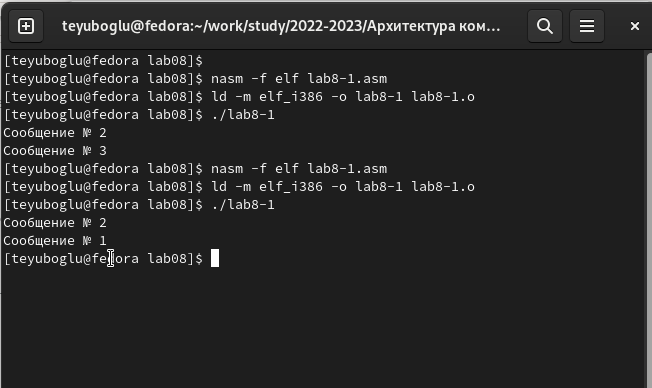 teyuboglu@fedora:~/work/study/2022-2023/Архитектура ком…
[teyuboglu@fedora lab08]$
[teyuboglu@fedora lab08]$ nasm -f elf lab8-1.asm
[teyuboglu@fedora lab08]$ ld -m elf_i386 -o lab8-1 lab8-1.o
[teyuboglu@fedora lab08]$ ./lab8-1
Сообщение № 2
Сообщение № 3
[teyuboglu@fedora lab08]$ nasm -f elf lab8-1.asm
[teyuboglu@fedora lab08]$ ld -m elf_i386 -o lab8-1 lab8-1.o
[teyuboglu@fedora lab08]$ ./lab8-1
Сообщение № 2
Сообщение № 1
[teyuboglu@fedora lab08]$